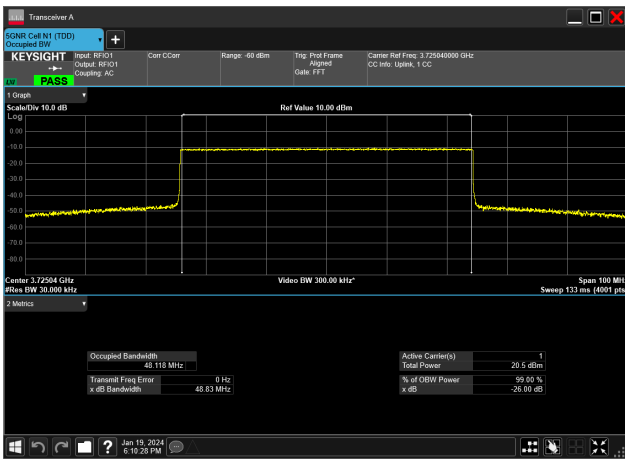 Transceiver A
5GNR Cell N1 (TDD)
Occupied BW
KEYSIGHT
PASS
Input: RFIO1
Output: RFIO1
Coupling: AC
Corr CCorr
Range: -60 dBm
Trig: Prot Frame
Aligned
Gate: FFT
Carrier Ref Freq: 3.725040000 GHz
CC Info: Uplink, 1 CC
1 Graph
Scale/Div 10.0 dB
Ref Value 10.00 dBm
Log
0.00
-10.0
-20.0
-30.0
-40.0
-50.0
-60.0
-70.0
-80.0
Center 3.72504 GHz
Video BW 300.00 kHz*
Span 100 MHz
#Res BW 30.000 kHz
Sweep 133 ms (4001 pts
2 Metrics
Occupied Bandwidth
48.118 MHz
Active Carrier(s) 1
Total Power 20.5 dBm
Transmit Freq Error 0 Hz
x dB Bandwidth 48.83 MHz
% of OBW Power 99.00 %
x dB -26.00 dB
?
Jan 19, 2024
6:10:28 PM